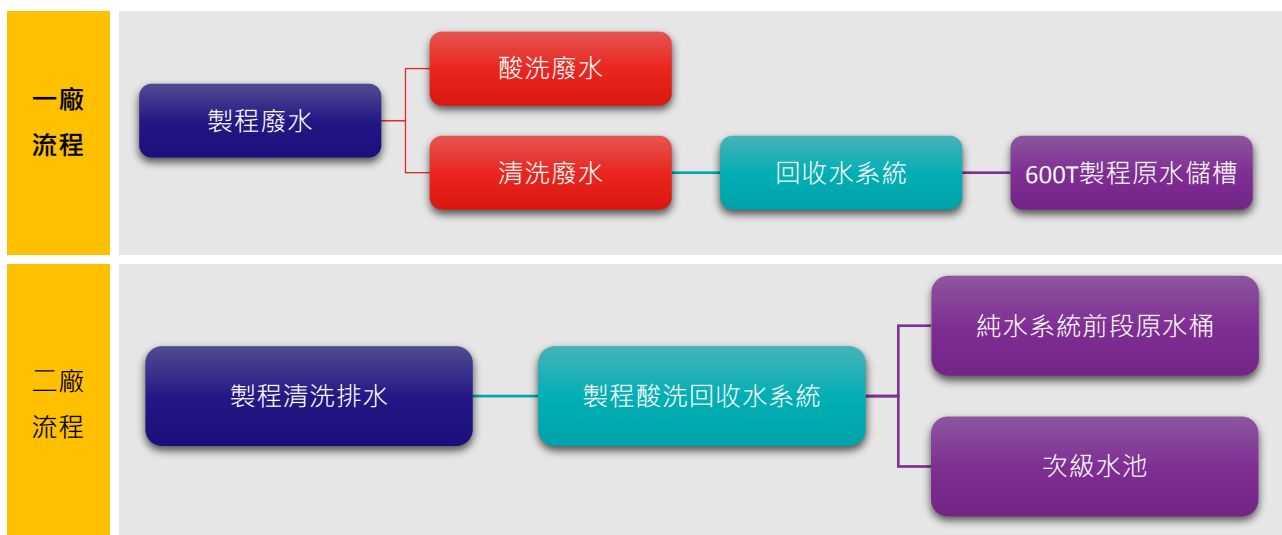 一廠
流程
製程廢水
酸洗廢水
清洗廢水
回收水系統
600T製程原水儲槽
二廠
流程
製程清洗排水
製程酸洗回收水系統
純水系統前段原水桶
次級水池